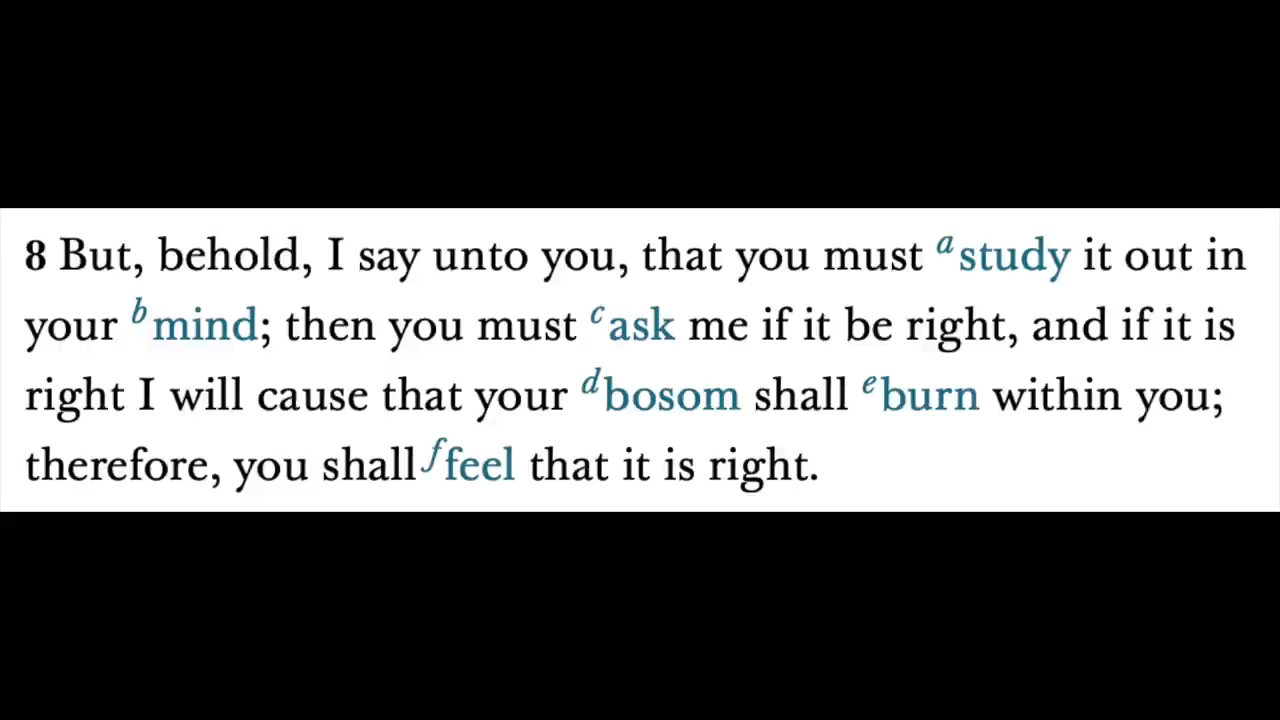 8 But, behold, I say unto you, that you must a study it out in
your b mind; then you must c ask me if it be right, and if it is
right I will cause that your d bosom shall e burn within you;
therefore, you shall f feel that it is right.